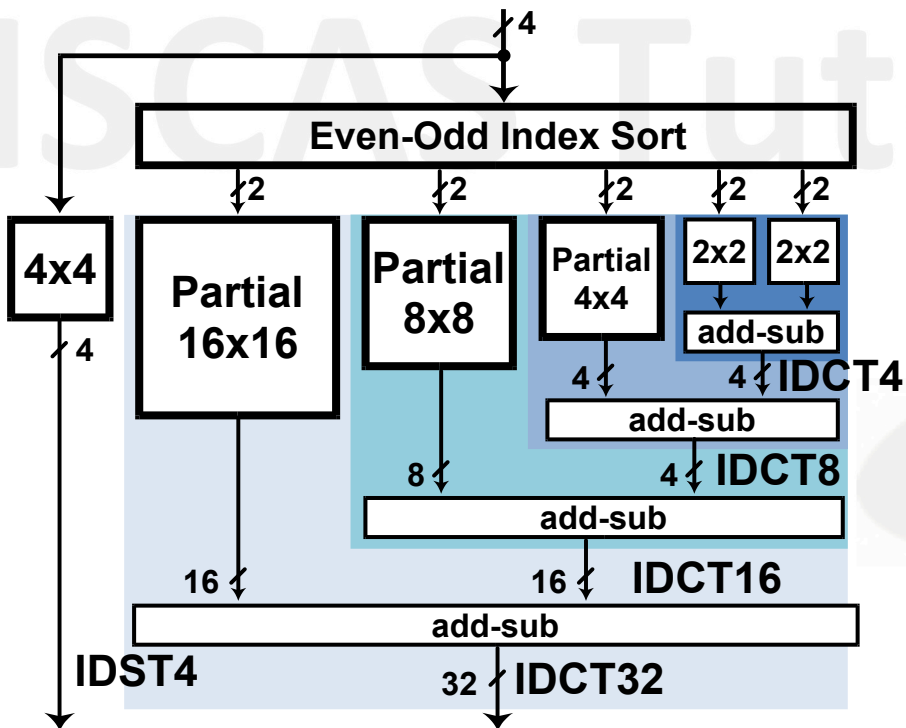 ISCAS Tut
4
Even-Odd Index Sort
2 2 2 2 2
4x4
Partial
16x16
Partial
8x8
Partial
4x4
2x2 2x2
add-sub
4
4 4 IDCT4
add-sub
8 4 IDCT8
add-sub
16 16 IDCT16
add-sub
IDST4
32 IDCT32